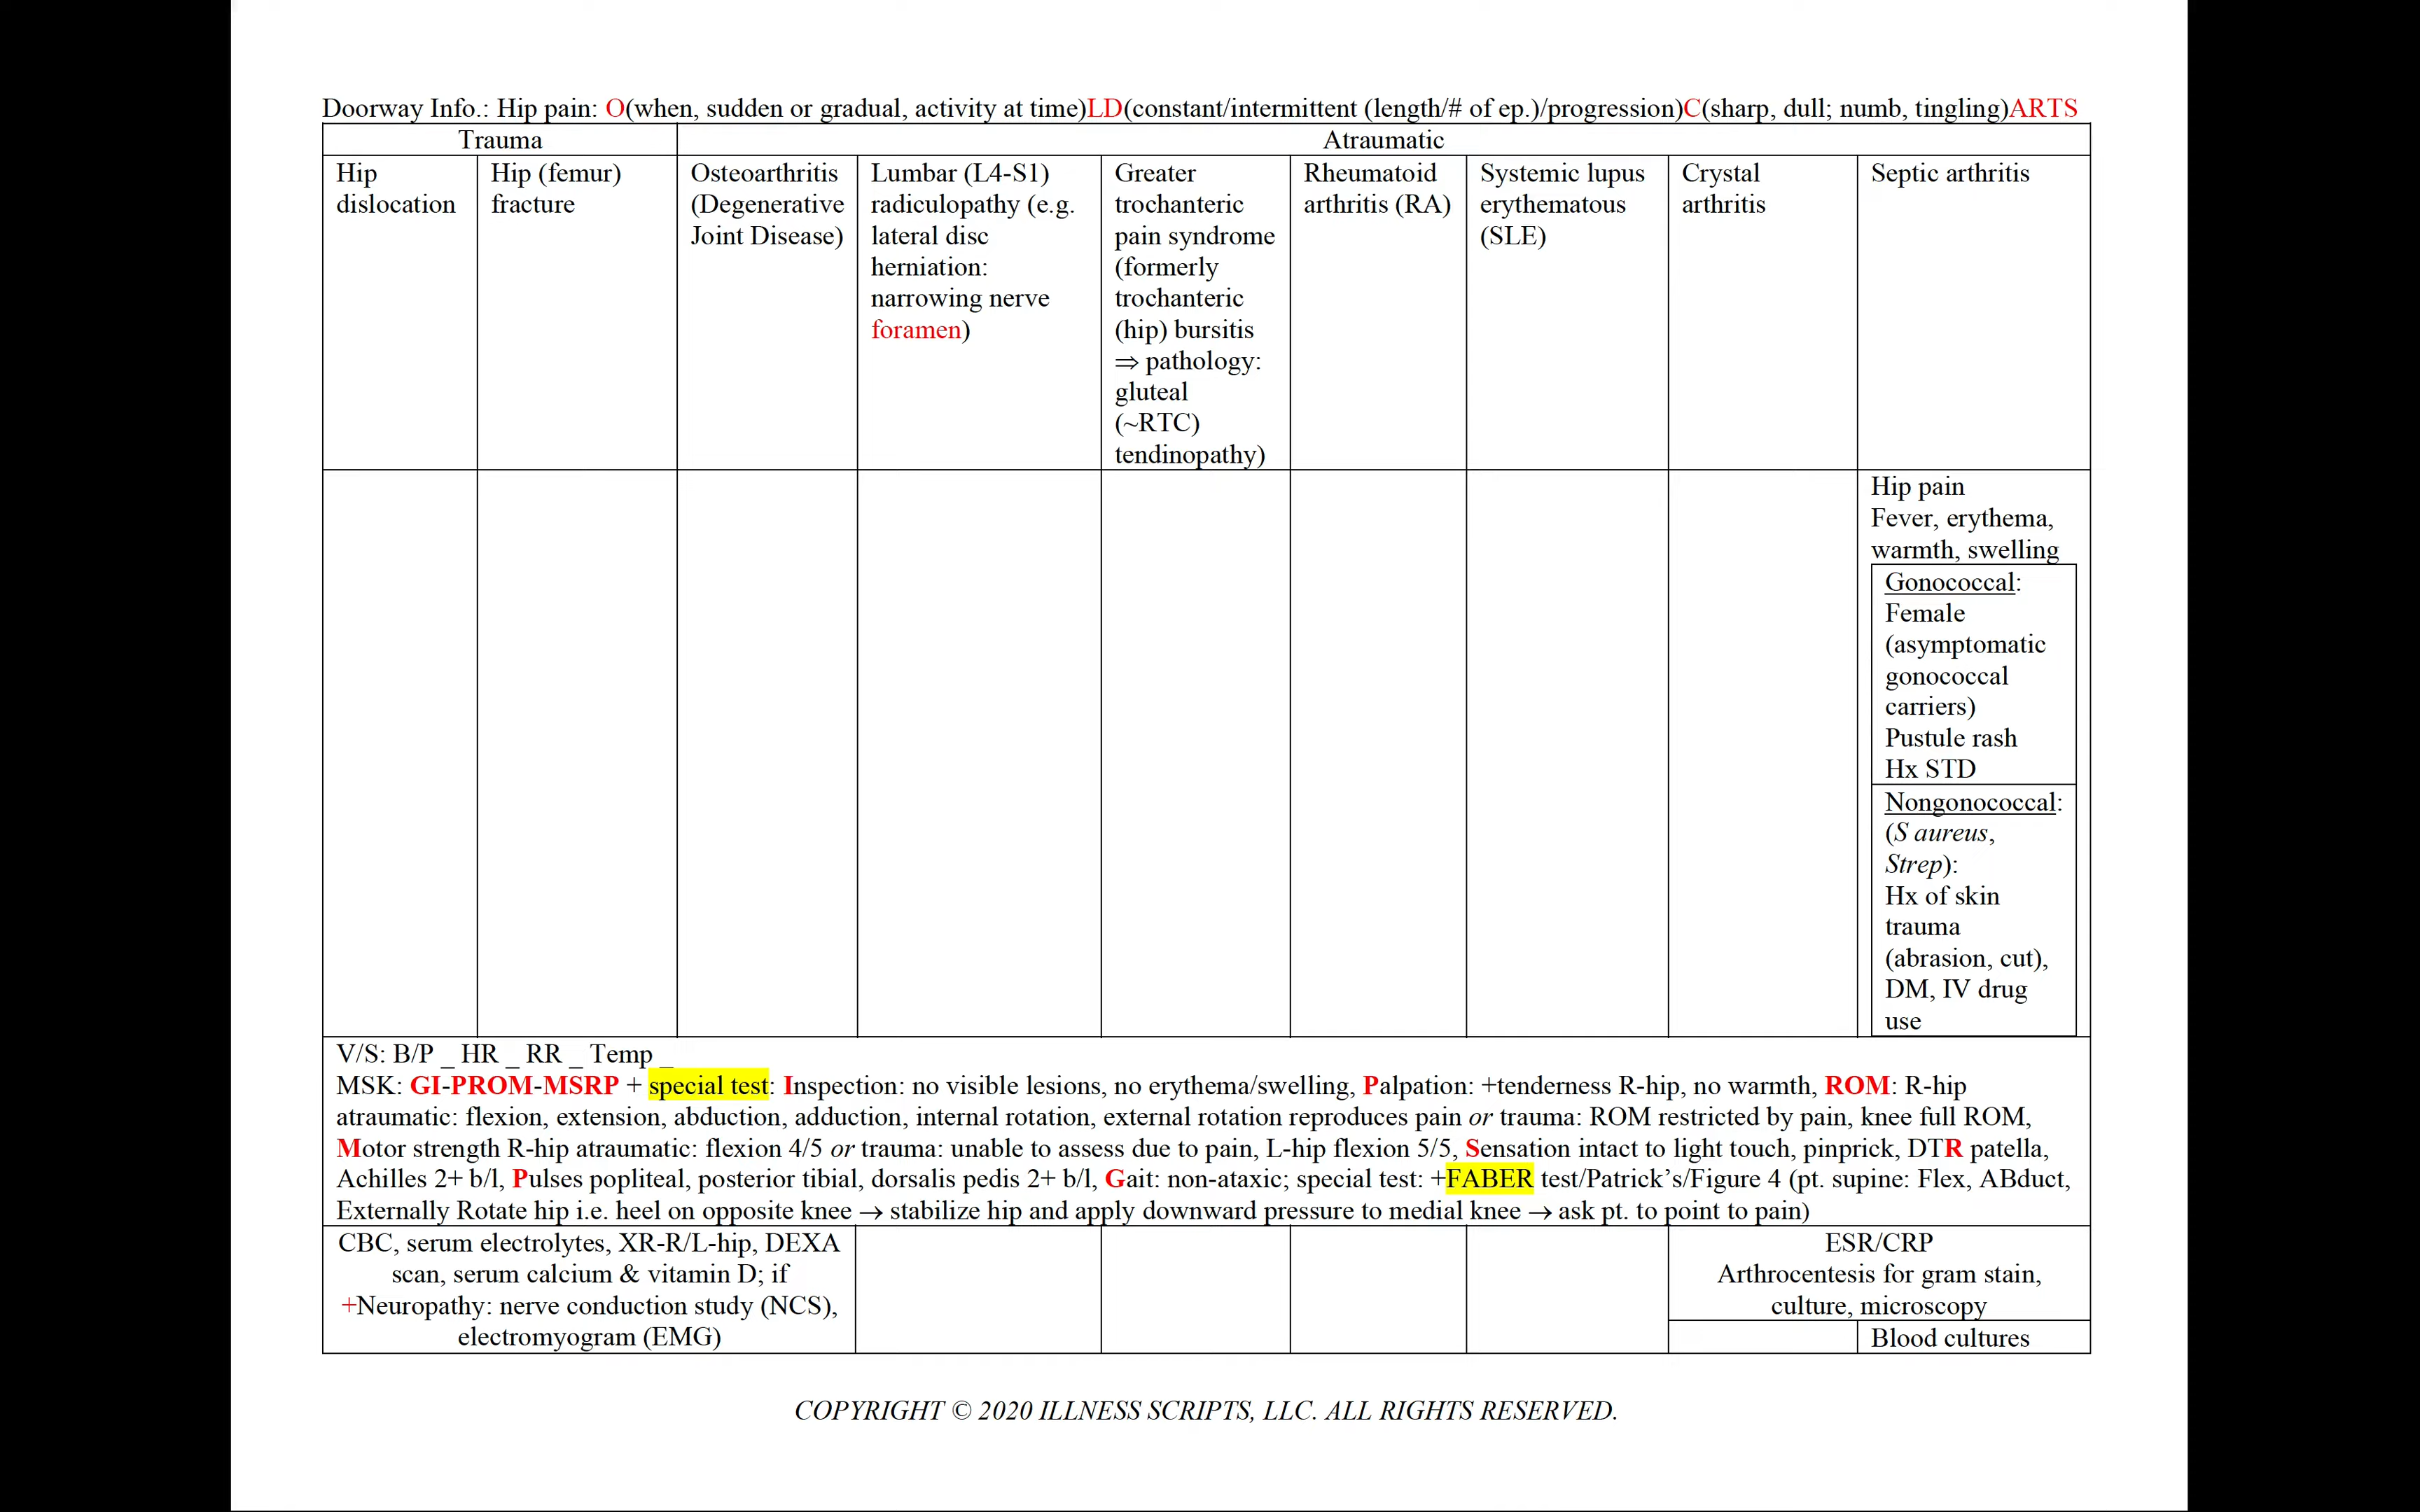 Doorway Info.: Hip pain: O(when, sudden or gradual, activity at time)LD(constant/intermittent (length/# of ep.)/progression)C(sharp, dull; numb, tingling)ARTS
Trauma
Atraumatic
Hip
dislocation
Hip (femur)
fracture
Osteoarthritis
(Degenerative
Joint Disease)
Lumbar (L4-S1)
radiculopathy (e.g.
lateral disc
herniation:
narrowing nerve
foramen)
Greater
trochanteric
pain syndrome
(formerly
trochanteric
(hip) bursitis
⇒ pathology:
gluteal
(~RTC)
tendinopathy)
Rheumatoid
arthritis (RA)
Systemic lupus
erythematous
(SLE)
Crystal
arthritis
Septic arthritis
Hip pain
Fever, erythema,
warmth, swelling
Gonococcal:
Female
(asymptomatic
gonococcal
carriers)
Pustule rash
Hx STD
Nongonococcal:
(S aureus,
Strep):
Hx of skin
trauma
(abrasion, cut),
DM, IV drug
use
V/S: B/P _ HR _ RR _ Temp _
MSK: GI-PROM-MSRP + special test: Inspection: no visible lesions, no erythema/swelling, Palpation: +tenderness R-hip, no warmth, ROM: R-hip
atraumatic: flexion, extension, abduction, adduction, internal rotation, external rotation reproduces pain or trauma: ROM restricted by pain, knee full ROM,
Motor strength R-hip atraumatic: flexion 4/5 or trauma: unable to assess due to pain, L-hip flexion 5/5, Sensation intact to light touch, pinprick, DTR patella,
Achilles 2+ b/l, Pulses popliteal, posterior tibial, dorsalis pedis 2+ b/l, Gait: non-ataxic; special test: +FABER test/Patrick’s/Figure 4 (pt. supine: Flex, ABduct,
Externally Rotate hip i.e. heel on opposite knee → stabilize hip and apply downward pressure to medial knee → ask pt. to point to pain)
CBC, serum electrolytes, XR-R/L-hip, DEXA
scan, serum calcium & vitamin D; if
+Neuropathy: nerve conduction study (NCS),
electromyogram (EMG)
ESR/CRP
Arthrocentesis for gram stain,
culture, microscopy
Blood cultures
COPYRIGHT © 2020 ILLNESS SCRIPTS, LLC. ALL RIGHTS RESERVED.